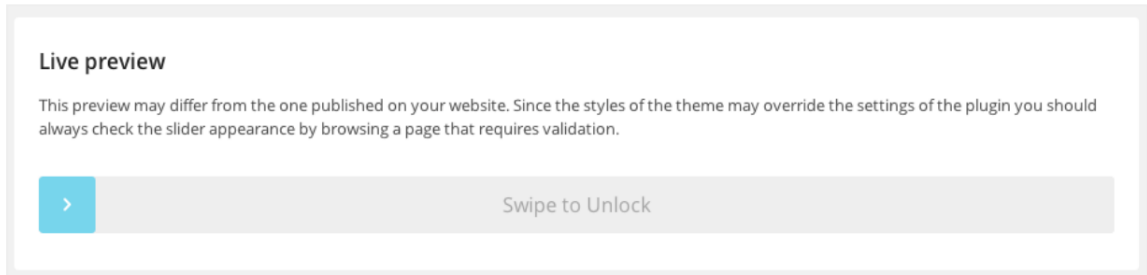 Live preview
This preview may differ from the one published on your website. Since the styles of the theme may override the settings of the plugin you should
always check the slider appearance by browsing a page that requires validation.
Swipe to Unlock